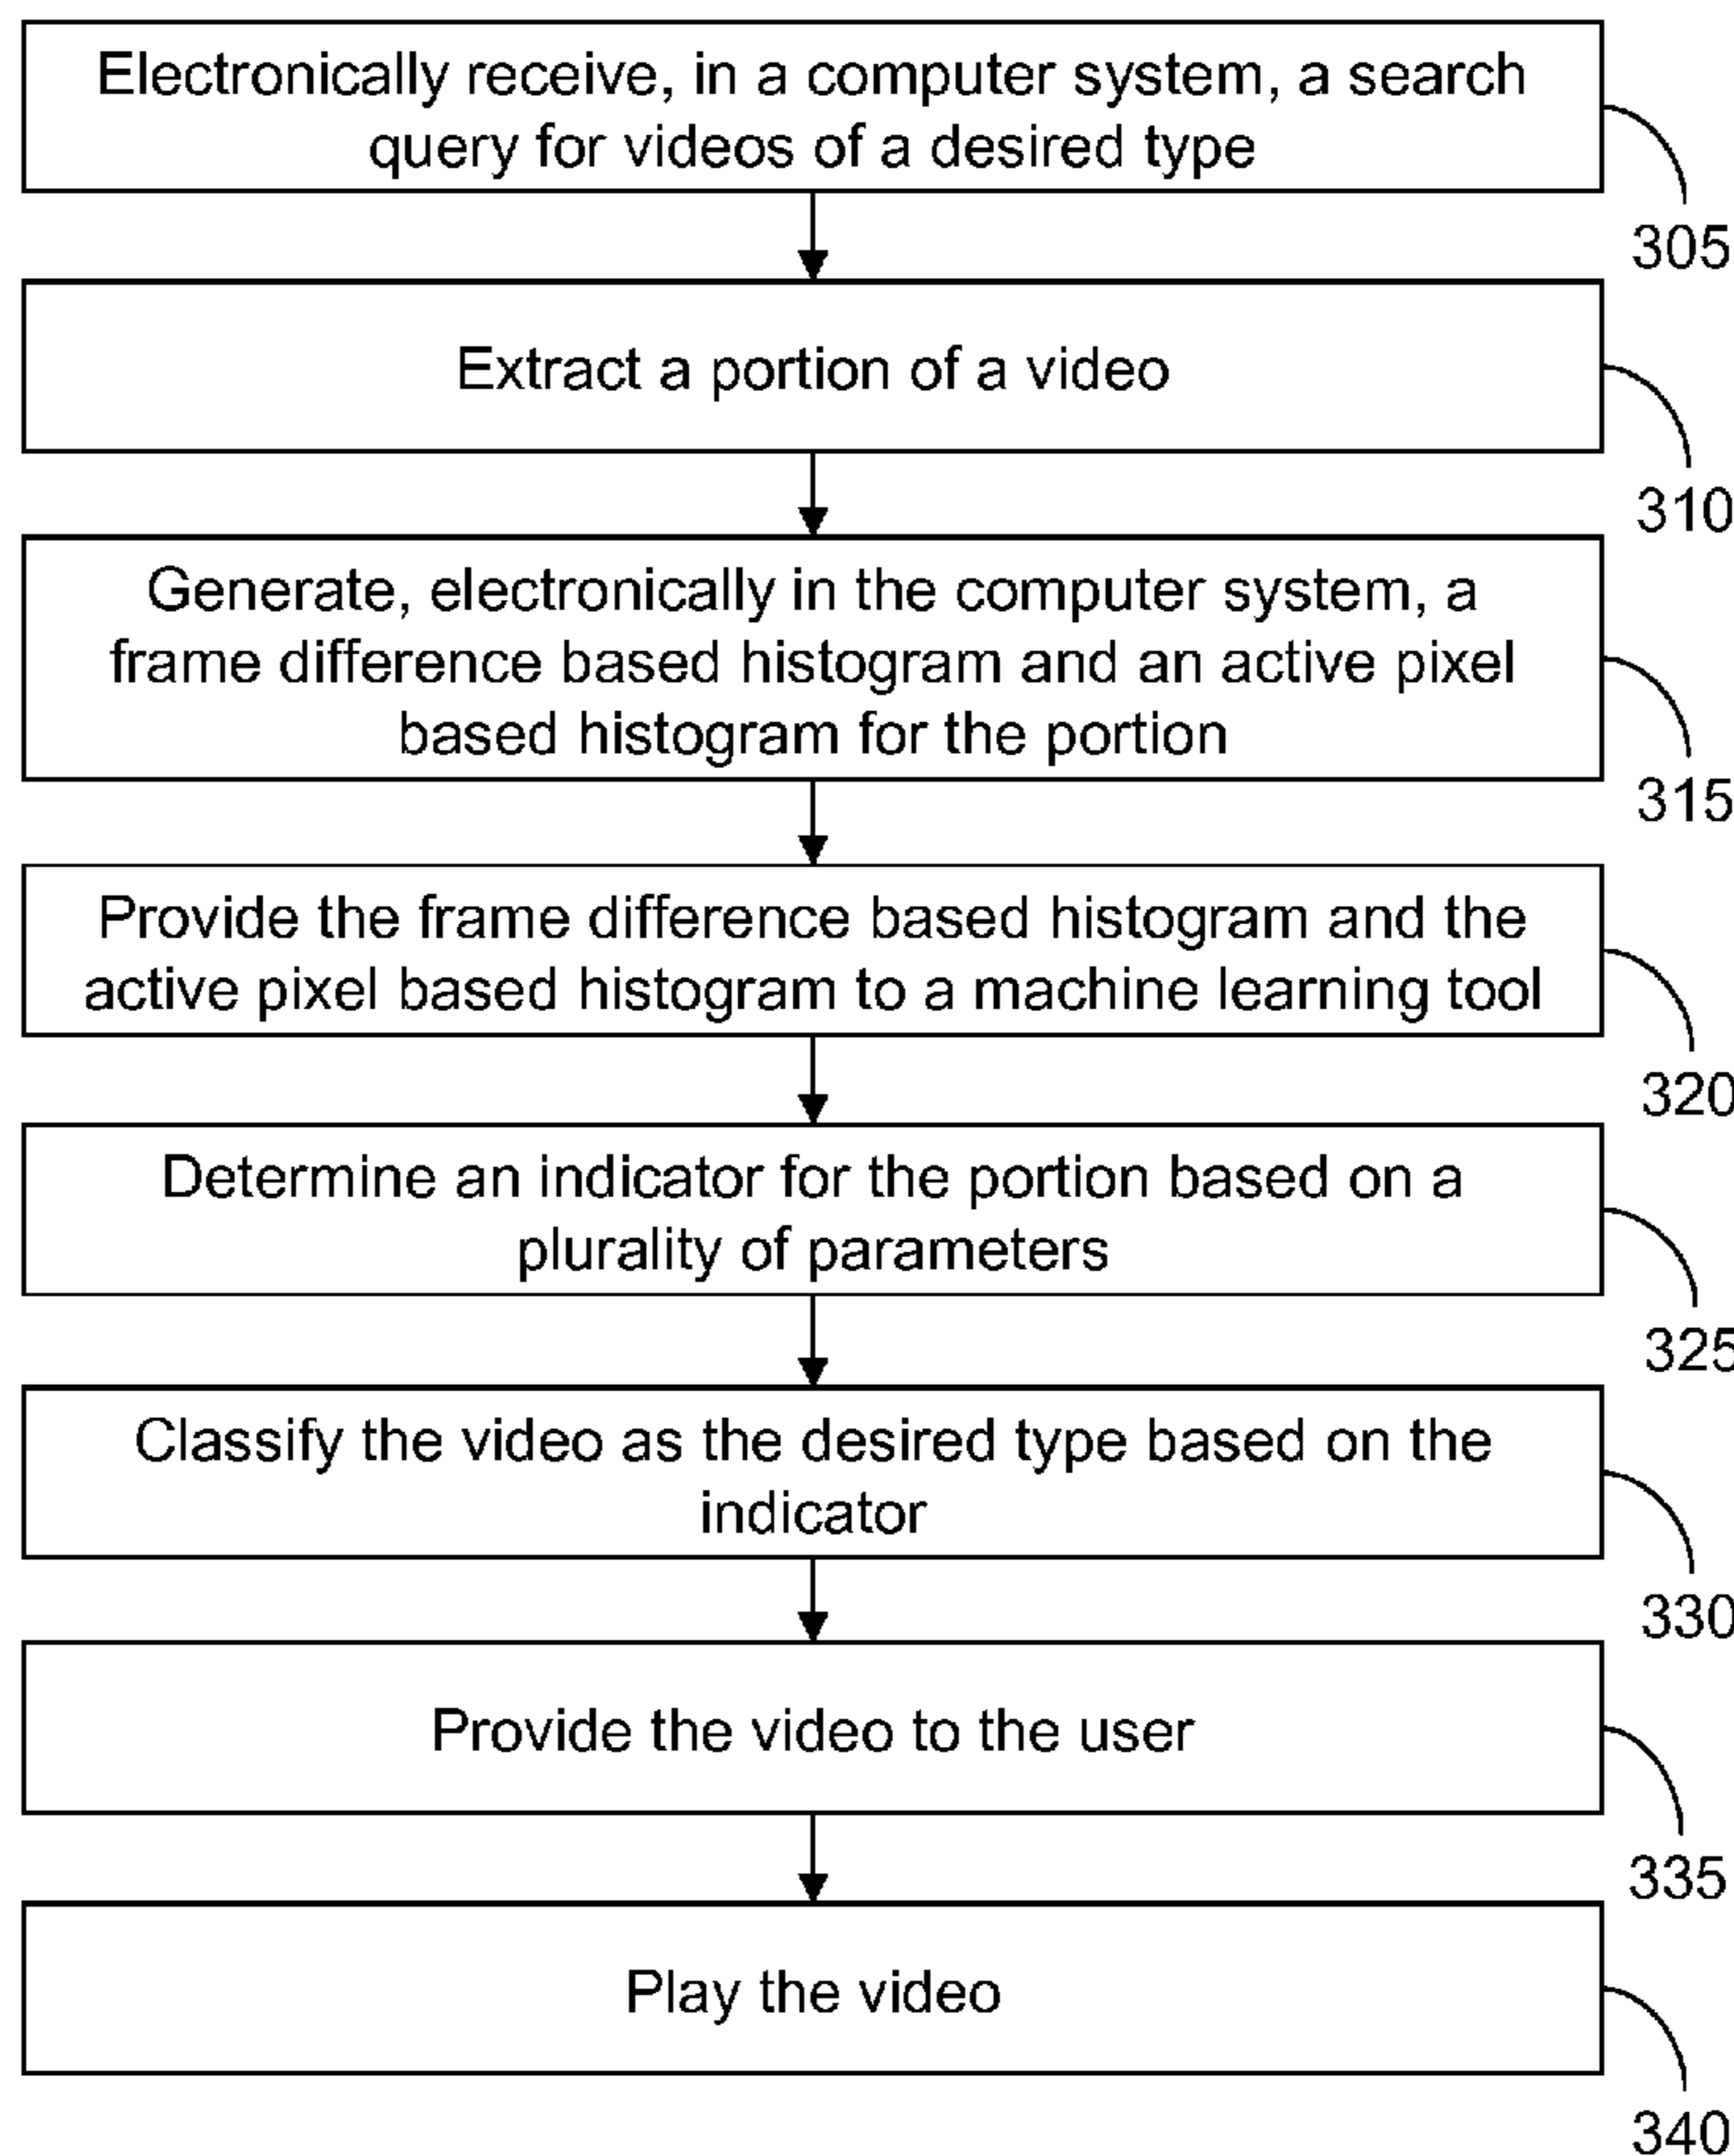 Electronically receive, in a computer system, a search
query for videos of a desired type
305
Extract a portion of a video
310
Generate, electronically in the computer system, a
frame difference based histogram and an active pixel
based histogram for the portion
315
Provide the frame difference based histogram and the
active pixel based histogram to a machine learning tool
320
Determine an indicator for the portion based on a
plurality of parameters
325
Classify the video as the desired type based on the
indicator
330
Provide the video to the user
335
Play the video
340